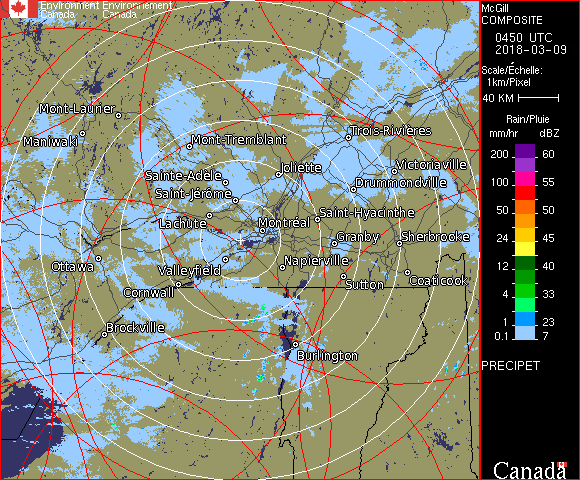 Environment Environnement
Canada Canada
McGill
COMPOSITE
0450 UTC
2018-03-09
Scale/Échelle:
1km/Pixel
40 KM
Rain/Pluie
mm/hr dBZ
200 60
100 55
50 50
24 45
12 40
4 33
1 23
0.1 7
PRECIPET
Canada
Mont-Laurier
Maniwaki
Mont-Tremblant
Trois-Rivières
Sainte-Adèle
Joliette
Victoriaville
Saint-Jérôme
Drummondville
Lachute
Montréal
Saint-Hyacinthe
Granby
Sherbrooke
Ottawa
Valleyfield
Napierville
Sutton
Coaticook
Cornwall
Brockville
Burlington